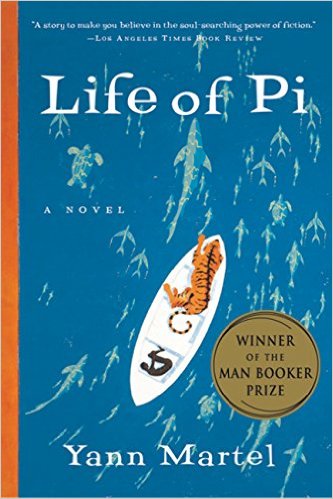 "A story to make you believe in the soul-searching power of fiction."
—Los Angeles Times Book Review
Life of Pi
A NOVEL
WINNER
OF THE
MAN BOOKER
PRIZE
Yann Martel